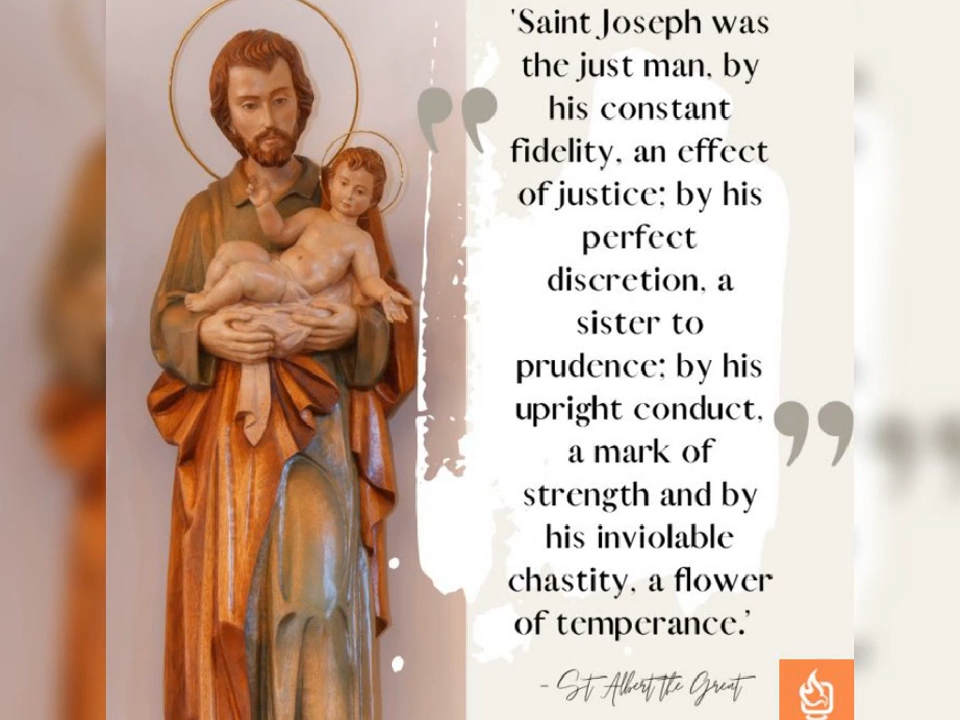 'Saint Joseph was
the just man, by
his constant
fidelity, an effect
of justice; by his
perfect
discretion, a
sister to
prudence; by his
upright conduct,
a mark of
strength and by
his inviolable
chastity, a flower
of temperance.'
- St Albert the Great